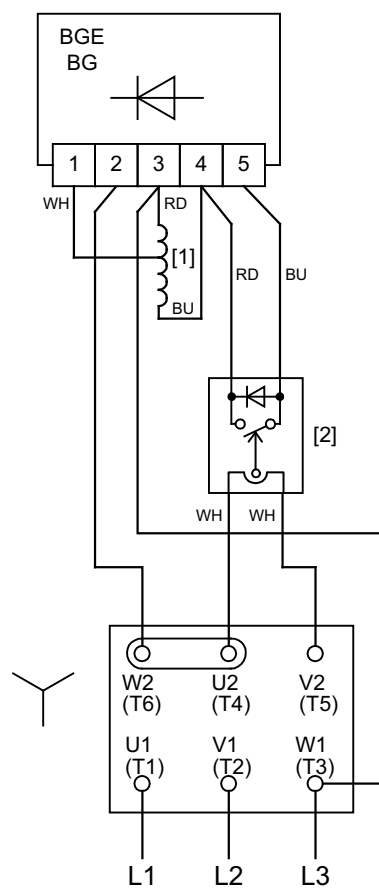 BGE
BG
1 2 3 4 5
WH RD
[1]
BU
RD BU
[2]
WH WH
W2 U2 V2
(T6) (T4) (T5)
U1 V1 W1
(T1) (T2) (T3)
L1 L2 L3